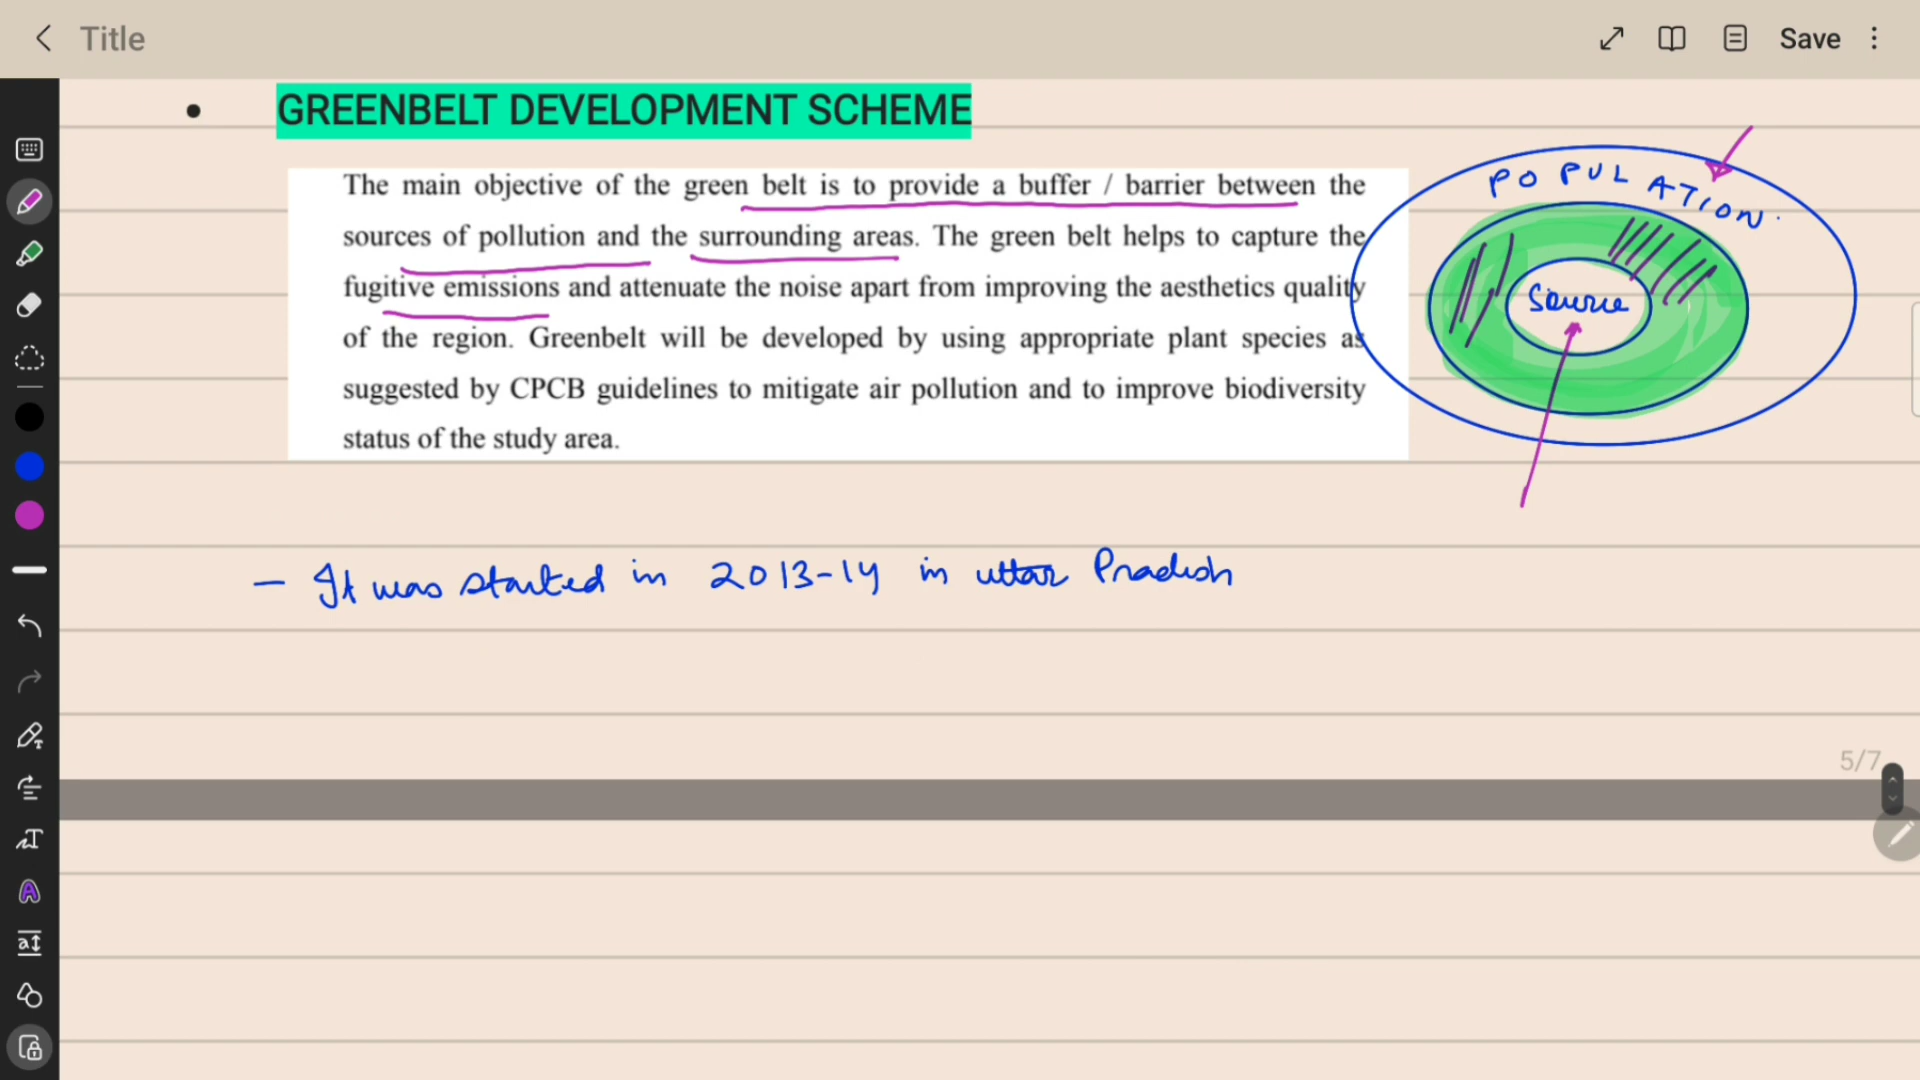 Title
Save
• GREENBELT DEVELOPMENT SCHEME
The main objective of the green belt is to provide a buffer / barrier between the
sources of pollution and the surrounding areas. The green belt helps to capture the
fugitive emissions and attenuate the noise apart from improving the aesthetics quality
of the region. Greenbelt will be developed by using appropriate plant species as
suggested by CPCB guidelines to mitigate air pollution and to improve biodiversity
status of the study area.
POPULATION.
Source
- It was started in 2013-14 in uttar Pradesh
5/7